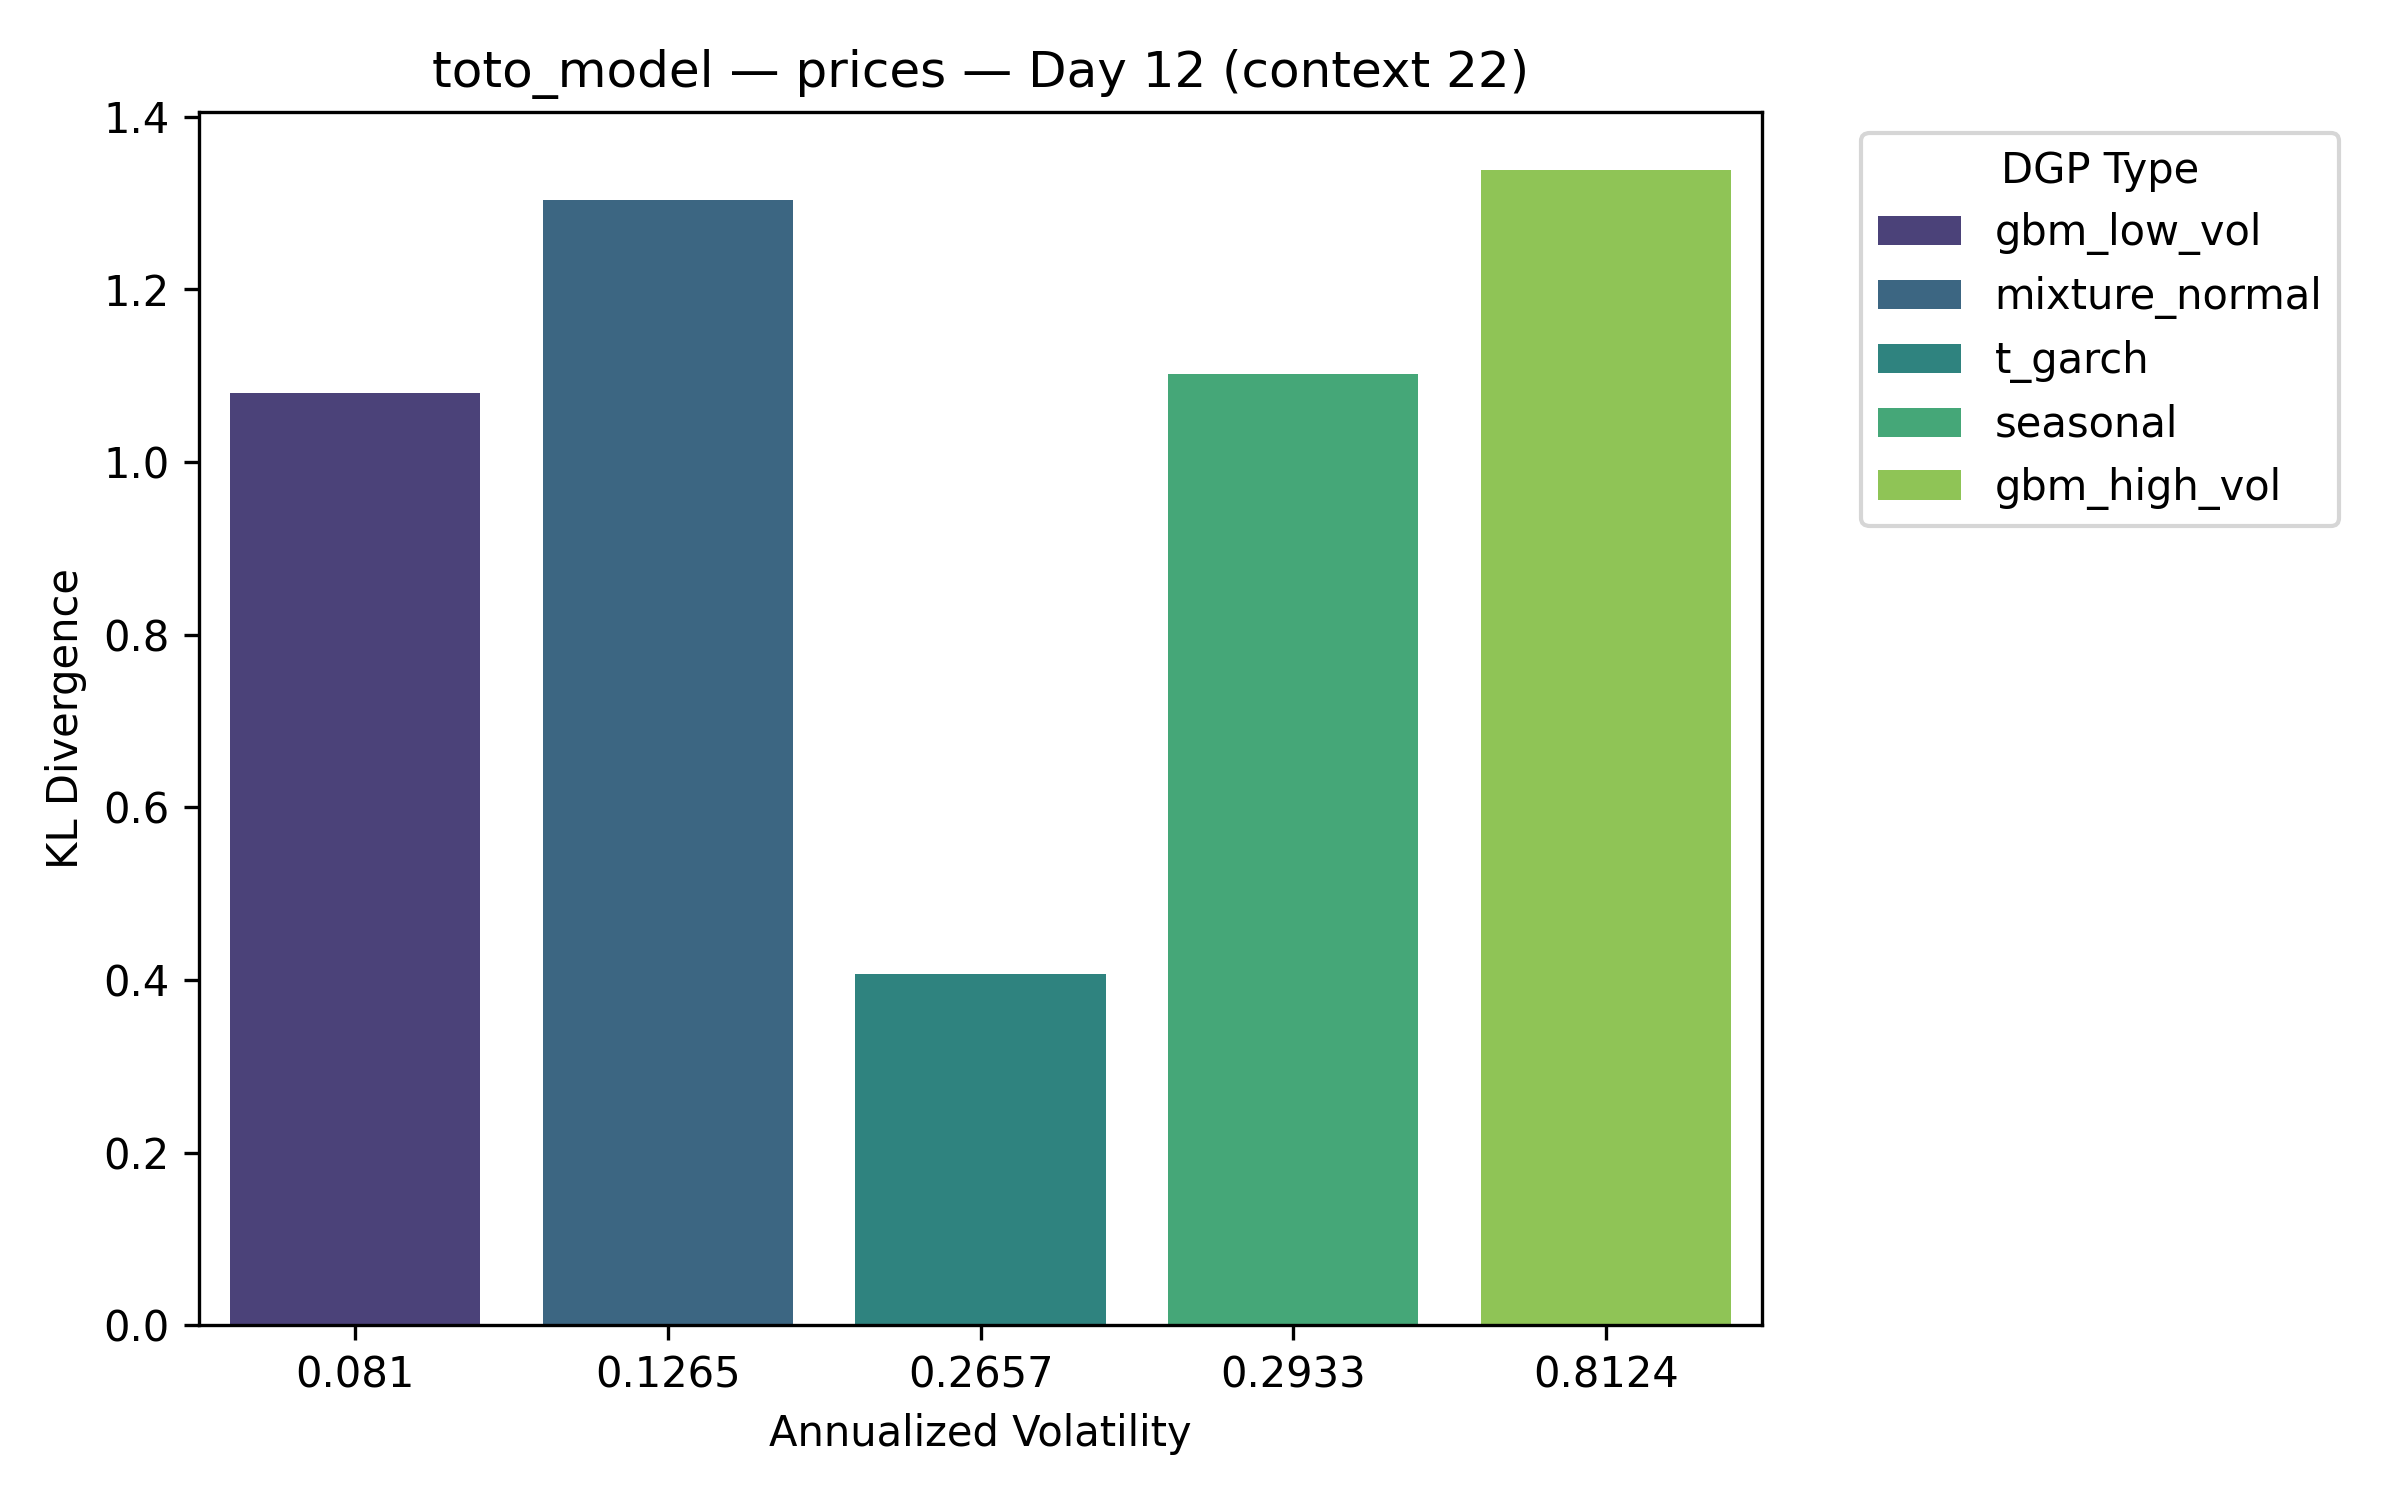 toto_model — prices — Day 12 (context 22)
1.4
1.2
1.0
0.8
0.6
0.4
0.2
0.0
KL Divergence
0.081 0.1265 0.2657 0.2933 0.8124
Annualized Volatility
DGP Type
gbm_low_vol
mixture_normal
t_garch
seasonal
gbm_high_vol